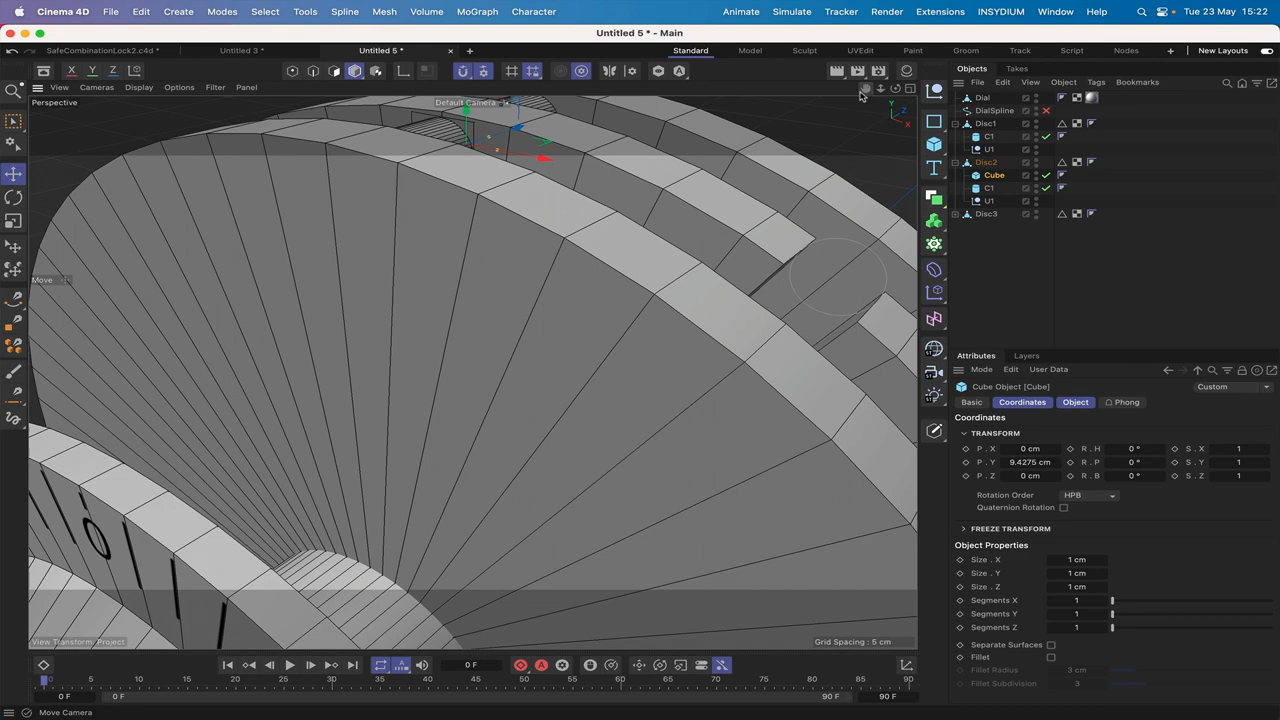 Cinema 4D File Edit Create Modes Select Tools Spline Mesh Volume MoGraph Character Animate Simulate Tracker Render Extensions INSYDIUM Window Help Tue 23 May 15:22
Untitled 5 * - Main
SafeCombinationLock2.c4d * Untitled 3 * Untitled 5 * Standard Model Sculpt UVEdit Paint Groom Track Script Nodes New Layouts
Objects Takes
File Edit View Object Tags Bookmarks
View Cameras Display Options Filter Panel
Perspective Default Camera
Dial
DialSpline
Disc1
C1
U1
Disc2
Cube
C1
U1
Disc3
Move
Y
Z
X
0
View Transform: Project Grid Spacing : 5 cm
Attributes Layers
Mode Edit User Data
Cube Object [Cube] Custom
Basic Coordinates Object Phong
Coordinates
TRANSFORM
P . X 0 cm R . H 0 ° S . X 1
P . Y 9.4275 cm R . P 0 ° S . Y 1
P . Z 0 cm R . B 0 ° S . Z 1
Rotation Order HPB
Quaternion Rotation
FREEZE TRANSFORM
Object Properties
Size . X 1 cm
Size . Y 1 cm
Size . Z 1 cm
Segments X 1
Segments Y 1
Segments Z 1
Separate Surfaces
Fillet
Fillet Radius 3 cm
Fillet Subdivision 3
0 F
0 5 10 15 20 25 30 35 40 45 50 55 60 65 70 75 80 85 90
0 F 0 F 90 F 90 F
Move Camera